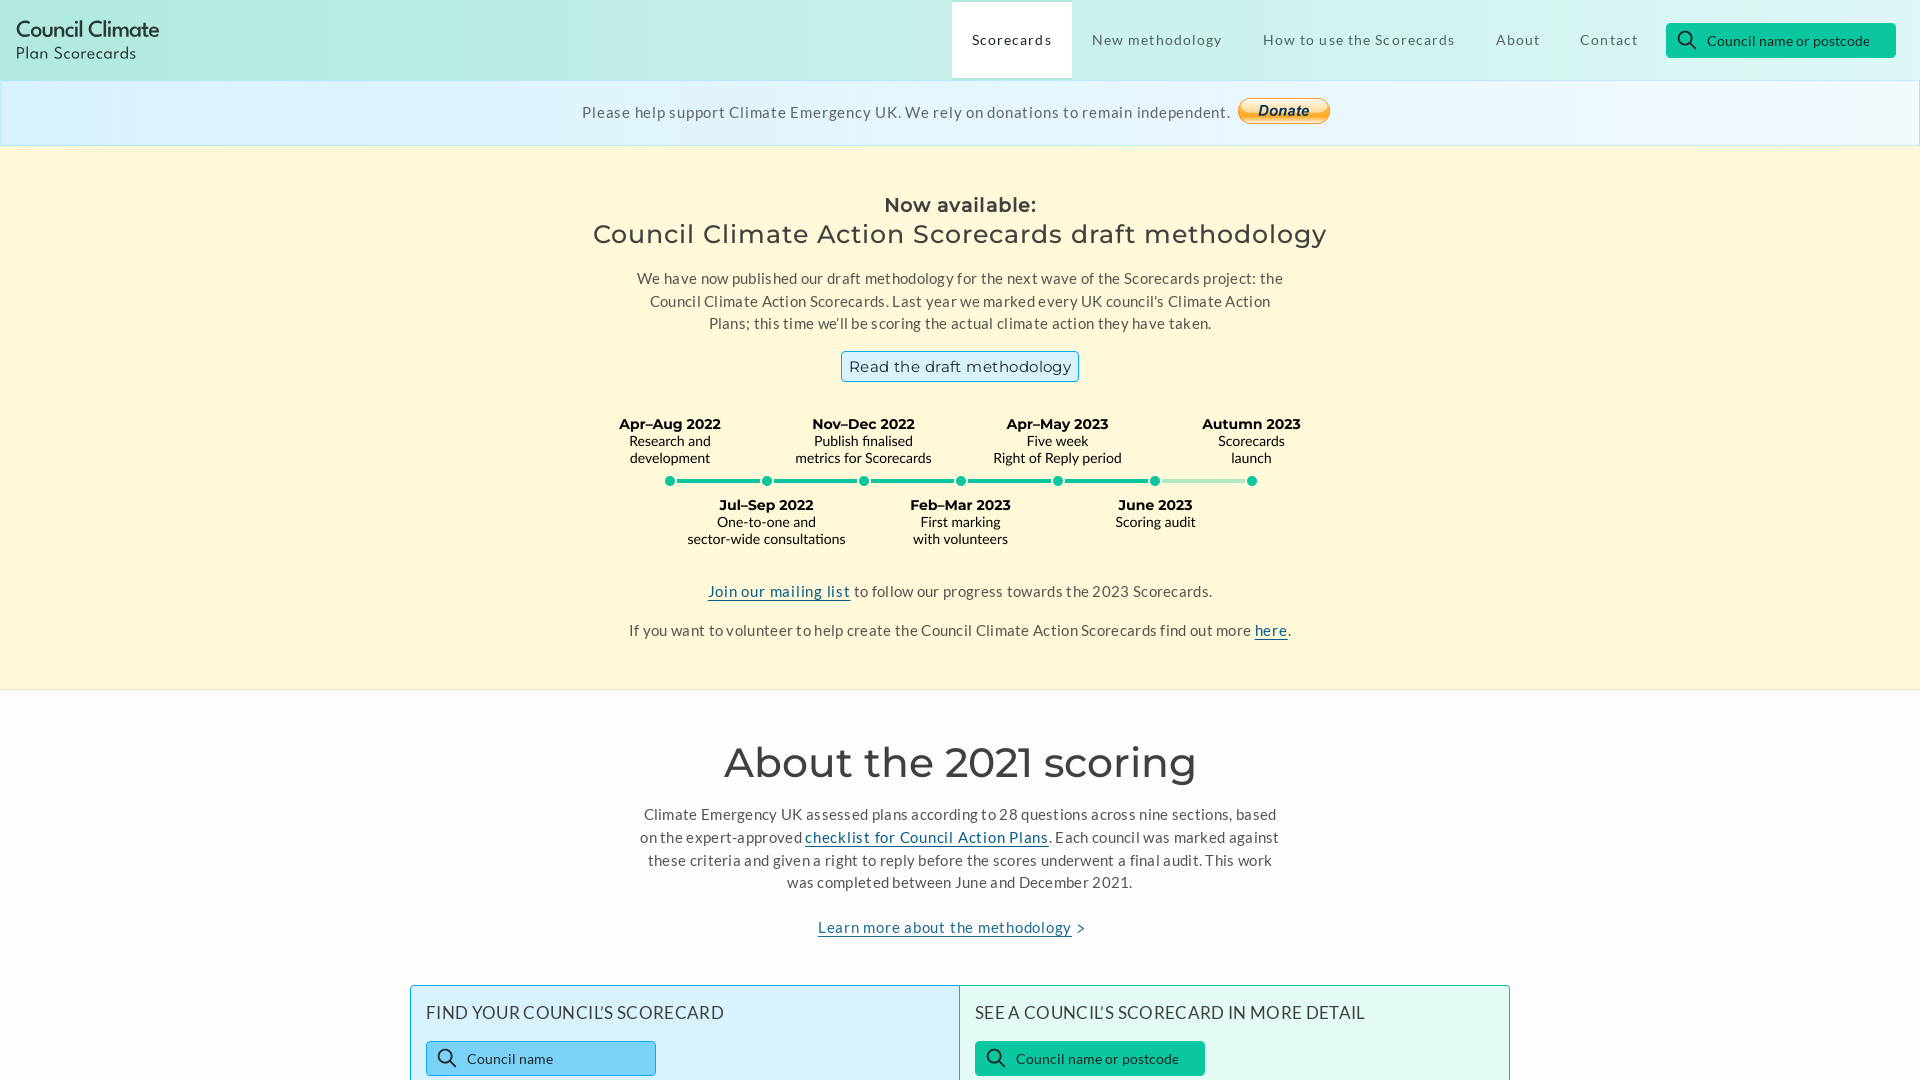 Council Climate
Plan Scorecards
Scorecards
New methodology
How to use the Scorecards
About
Contact
Council name or postcode
Please help support Climate Emergency UK. We rely on donations to remain independent.
Donate
Now available:
Council Climate Action Scorecards draft methodology
We have now published our draft methodology for the next wave of the Scorecards project: the
Council Climate Action Scorecards. Last year we marked every UK council's Climate Action
Plans; this time we’ll be scoring the actual climate action they have taken.
Read the draft methodology
Apr–Aug 2022
Research and
development
Nov–Dec 2022
Publish finalised
metrics for Scorecards
Apr–May 2023
Five week
Right of Reply period
Autumn 2023
Scorecards
launch
Jul–Sep 2022
One-to-one and
sector-wide consultations
Feb–Mar 2023
First marking
with volunteers
June 2023
Scoring audit
Join our mailing list to follow our progress towards the 2023 Scorecards.
If you want to volunteer to help create the Council Climate Action Scorecards find out more here.
About the 2021 scoring
Climate Emergency UK assessed plans according to 28 questions across nine sections, based
on the expert-approved checklist for Council Action Plans. Each council was marked against
these criteria and given a right to reply before the scores underwent a final audit. This work
was completed between June and December 2021.
Learn more about the methodology >
FIND YOUR COUNCIL’S SCORECARD
Council name
SEE A COUNCIL’S SCORECARD IN MORE DETAIL
Council name or postcode